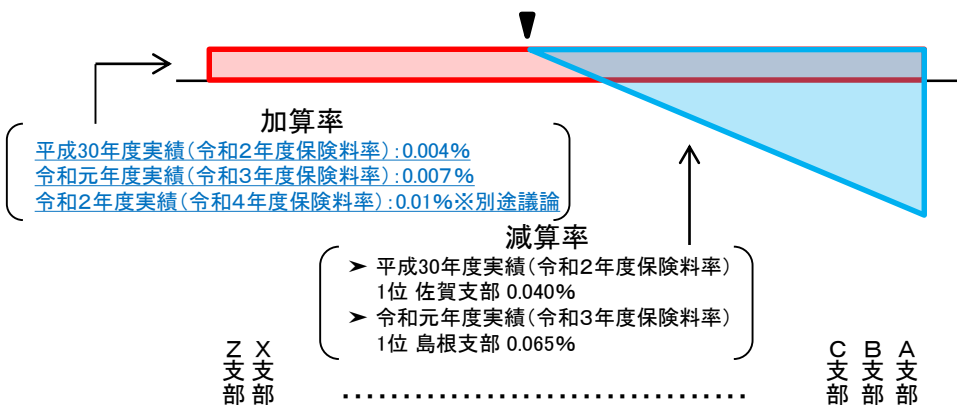 加算率
平成30年度実績(令和2年度保険料率):0.004%
令和元年度実績(令和3年度保険料率):0.007%
令和2年度実績(令和4年度保険料率):0.01%※別途議論
減算率
➤ 平成30年度実績(令和2年度保険料率)
1位 佐賀支部 0.040%
➤ 令和元年度実績(令和3年度保険料率)
1位 島根支部 0.065%
Z支部
X支部
C支部
B支部
A支部